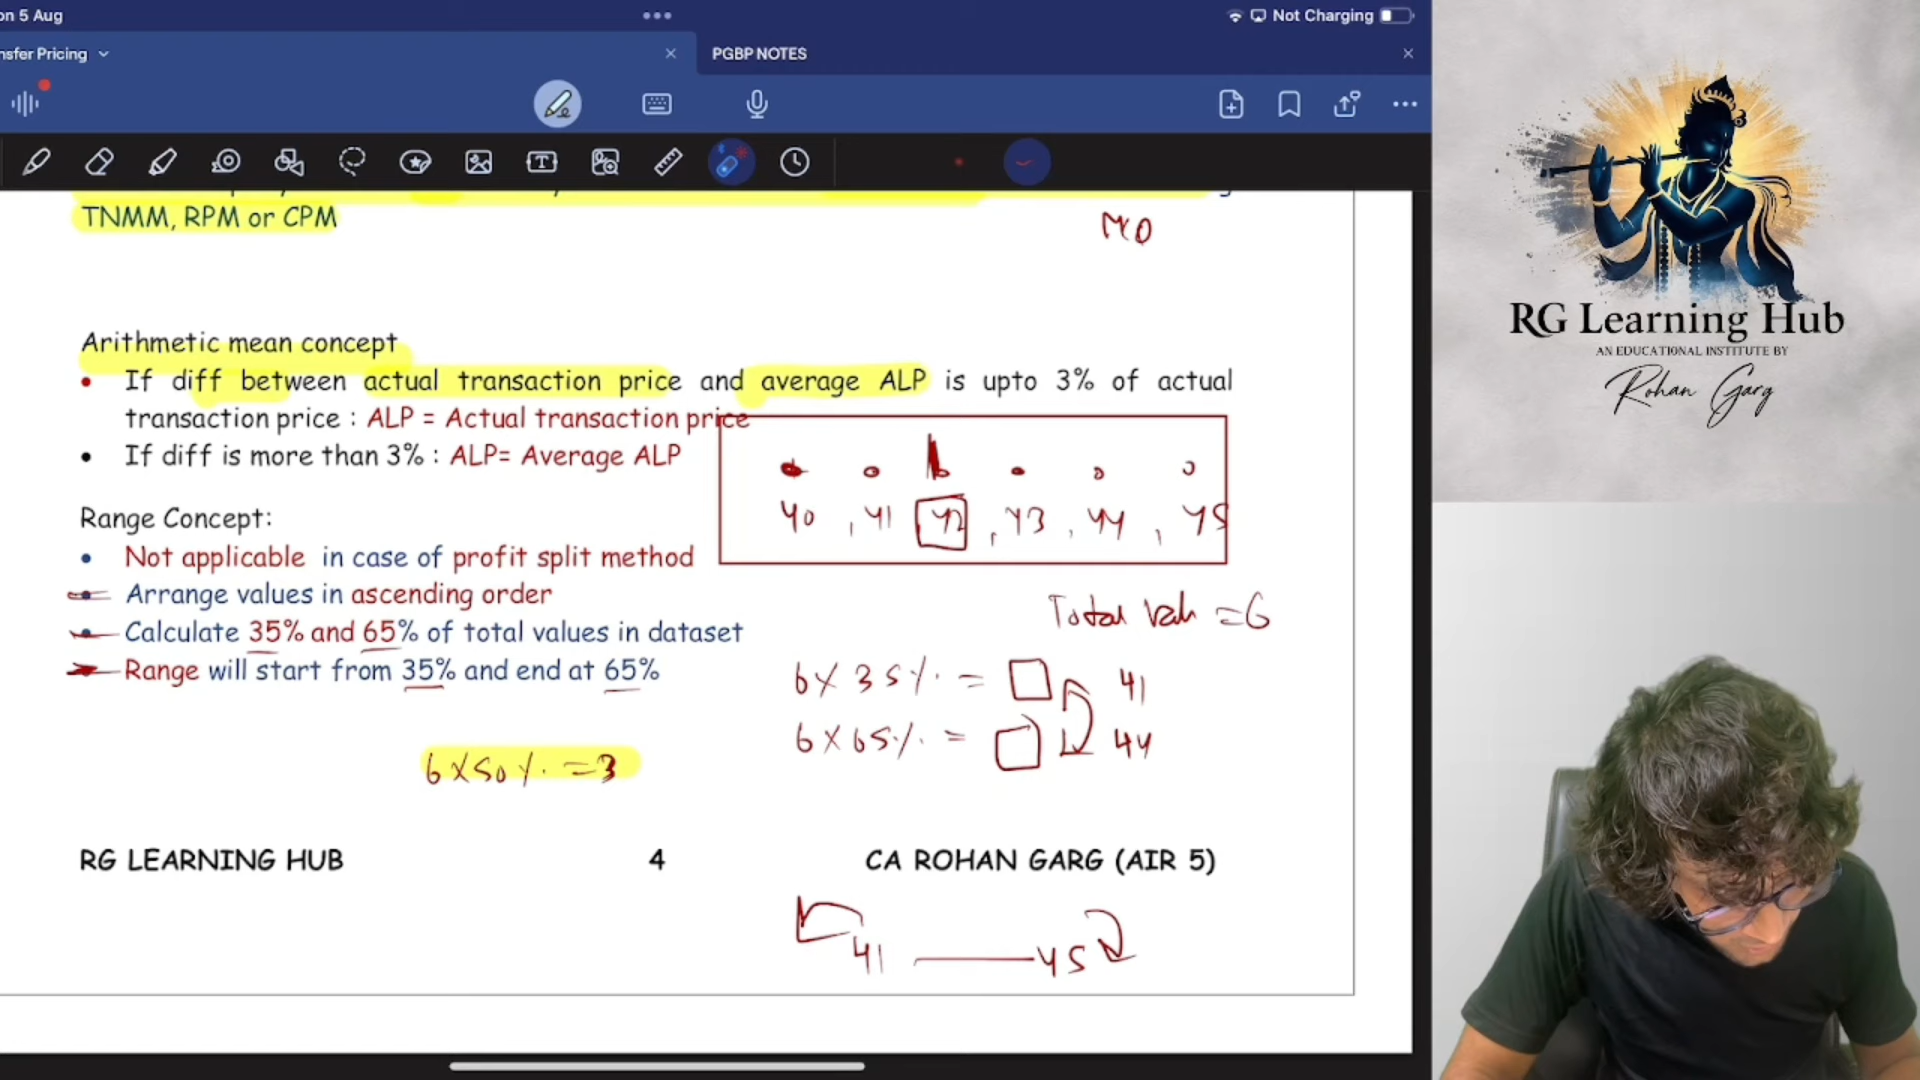 on 5 Aug
Not Charging
nsfer Pricing
PGBP NOTES
TNMM, RPM or CPM
Arithmetic mean concept
• If diff between actual transaction price and average ALP is upto 3% of actual
transaction price : ALP = Actual transaction price
• If diff is more than 3% : ALP= Average ALP
40 , 41 , 42 , 43 , 44 , 45
Range Concept:
• Not applicable in case of profit split method
• Arrange values in ascending order
• Calculate 35% and 65% of total values in dataset
• Range will start from 35% and end at 65%
Total = 6
6 X 35% = 41
6 X 65% = 44
6 X 50% = 3
RG LEARNING HUB 4 CA ROHAN GARG (AIR 5)
41 45
RG Learning Hub
AN EDUCATIONAL INSTITUTE BY
Rohan Garg